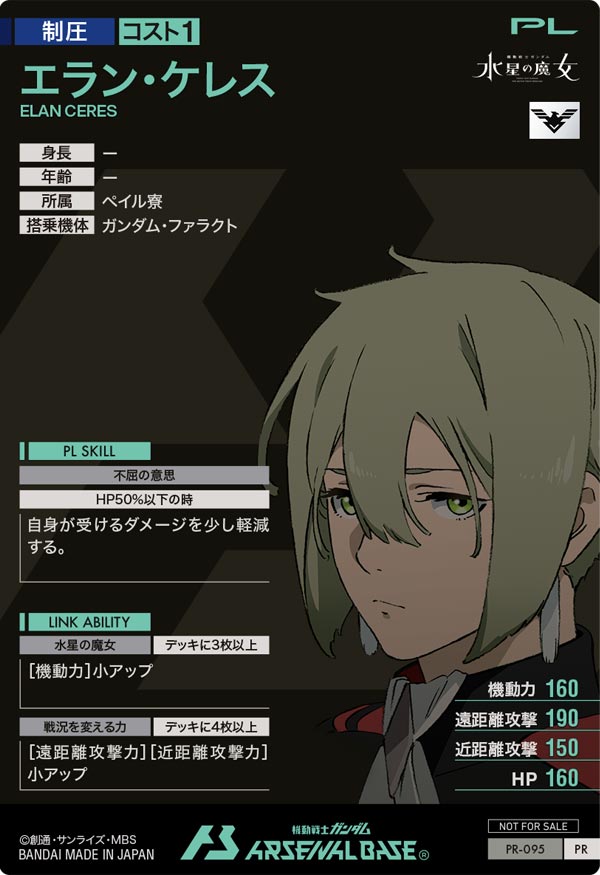 制圧 コスト1
PL
エラン・ケレス
ELAN CERES
機動戦士ガンダム
水星の魔女
身長 ー
年齢 ー
所属 ペイル寮
搭乗機体 ガンダム・ファラクト
PL SKILL
不屈の意思
HP50%以下の時
自身が受けるダメージを少し軽減
する。
LINK ABILITY
水星の魔女 デッキに3枚以上
[機動力]小アップ
戦況を変える力 デッキに4枚以上
[遠距離攻撃力][近距離攻撃力]
小アップ
機動力 160
遠距離攻撃 190
近距離攻撃 150
HP 160
©創通・サンライズ・MBS
BANDAI MADE IN JAPAN
機動戦士ガンダム
ARSENAL BASE®
NOT FOR SALE
PR-095 PR